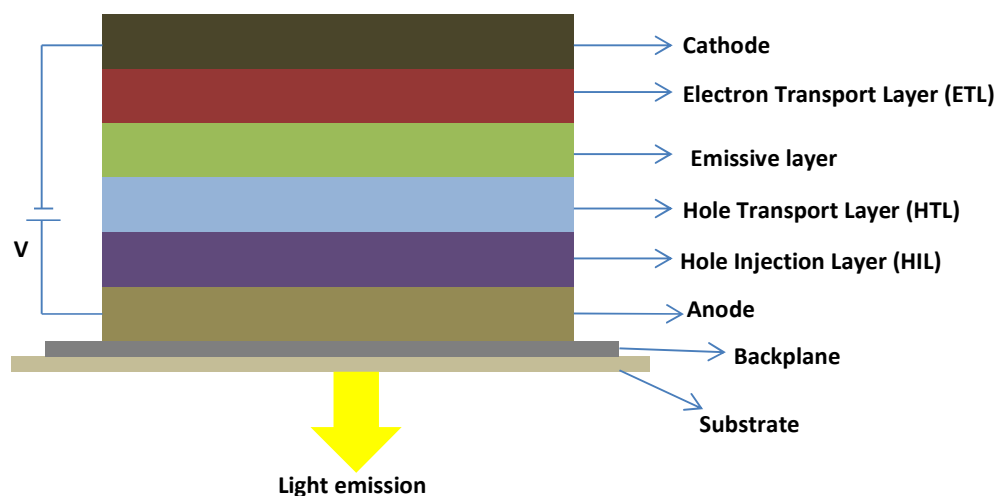 Cathode
Electron Transport Layer (ETL)
Emissive layer
Hole Transport Layer (HTL)
V
Hole Injection Layer (HIL)
Anode
Backplane
Substrate
Light emission